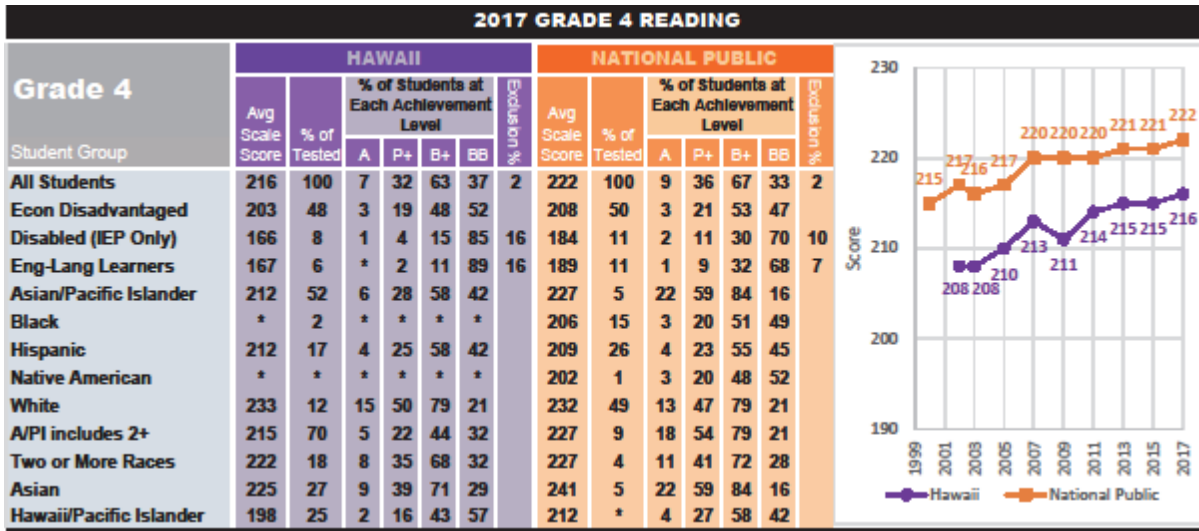 2017 GRADE 4 READING
Grade 4
HAWAII
NATIONAL PUBLIC
Student Group
Avg Scale Score
% of Tested
% of Students at Each Achievement Level
Exclusion %
Avg Scale Score
% of Tested
% of Students at Each Achievement Level
Exclusion %
A P+ B+ BB A P+ B+ BB
All Students 216 100 7 32 63 37 2 222 100 9 36 67 33 2
Econ Disadvantaged 203 48 3 19 48 52 208 50 3 21 53 47
Disabled (IEP Only) 166 8 1 4 15 85 16 184 11 2 11 30 70 10
Eng-Lang Learners 167 6 * 2 11 89 16 189 11 1 9 32 68 7
Asian/Pacific Islander 212 52 6 28 58 42 227 5 22 59 84 16
Black * 2 * * * * 206 15 3 20 51 49
Hispanic 212 17 4 25 58 42 209 26 4 23 55 45
Native American * * * * * * 202 1 3 20 48 52
White 233 12 15 50 79 21 232 49 13 47 79 21
A/PI includes 2+ 215 70 5 22 44 32 227 9 18 54 79 21
Two or More Races 222 18 8 35 68 32 227 4 11 41 72 28
Asian 225 27 9 39 71 29 241 5 22 59 84 16
Hawaii/Pacific Islander 198 25 2 16 43 57 212 * 4 27 58 42
230
220
210
200
190
Score
215 217 216 217 220 220 220 221 221 222
208 208 210 213 211 214 215 215 216
1999 2001 2003 2005 2007 2009 2011 2013 2015 2017
Hawaii National Public